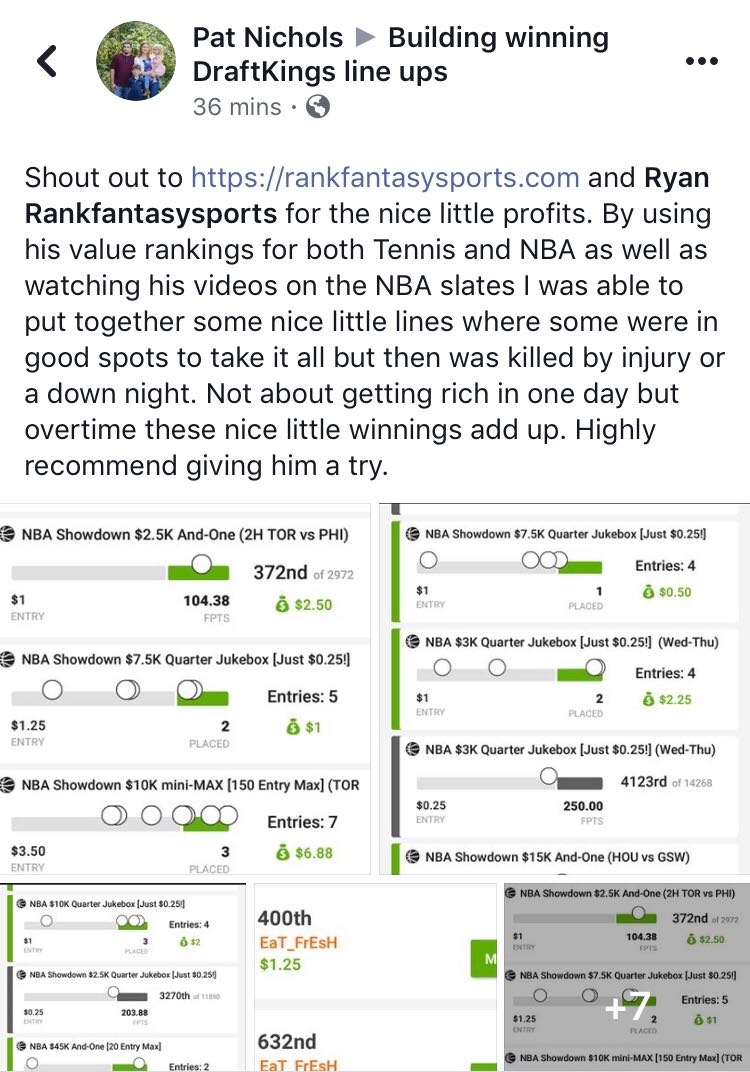 Pat Nichols ▶ Building winning
DraftKings line ups
36 mins ·
Shout out to https://rankfantasysports.com and Ryan
Rankfantasysports for the nice little profits. By using
his value rankings for both Tennis and NBA as well as
watching his videos on the NBA slates I was able to
put together some nice little lines where some were in
good spots to take it all but then was killed by injury or
a down night. Not about getting rich in one day but
overtime these nice little winnings add up. Highly
recommend giving him a try.
NBA Showdown $2.5K And-One (2H TOR vs PHI)
372nd of 2972
$1 104.38 $2.50
ENTRY FPTS
NBA Showdown $7.5K Quarter Jukebox [Just $0.25!]
Entries: 5
$1.25 2 $1
ENTRY PLACED
NBA Showdown $10K mini-MAX [150 Entry Max] (TOR
Entries: 7
$3.50 3 $6.88
ENTRY PLACED
NBA Showdown $7.5K Quarter Jukebox [Just $0.25!]
Entries: 4
$1 1 $0.50
ENTRY PLACED
NBA $3K Quarter Jukebox [Just $0.25!] (Wed-Thu)
Entries: 4
$1 2 $2.25
ENTRY PLACED
NBA $3K Quarter Jukebox [Just $0.25!] (Wed-Thu)
4123rd of 14268
$0.25 250.00
ENTRY FPTS
NBA Showdown $15K And-One (HOU vs GSW)
NBA $10K Quarter Jukebox [Just $0.25!]
Entries: 4
$1 3 $2
ENTRY PLACED
NBA Showdown $2.5K Quarter Jukebox [Just $0.25!]
3270th of 11890
$0.25 203.88
ENTRY FPTS
NBA $45K And-One [20 Entry Max]
Entries: 2
400th
EaT_FrEsH
$1.25
M
632nd
EaT_FrEsH
NBA Showdown $2.5K And-One (2H TOR vs PHI)
372nd of 2972
$1 104.38 $2.50
ENTRY FPTS
NBA Showdown $7.5K Quarter Jukebox [Just $0.25!]
+7
Entries: 5
$1.25 2 $1
ENTRY PLACED
NBA Showdown $10K mini-MAX [150 Entry Max] (TOR